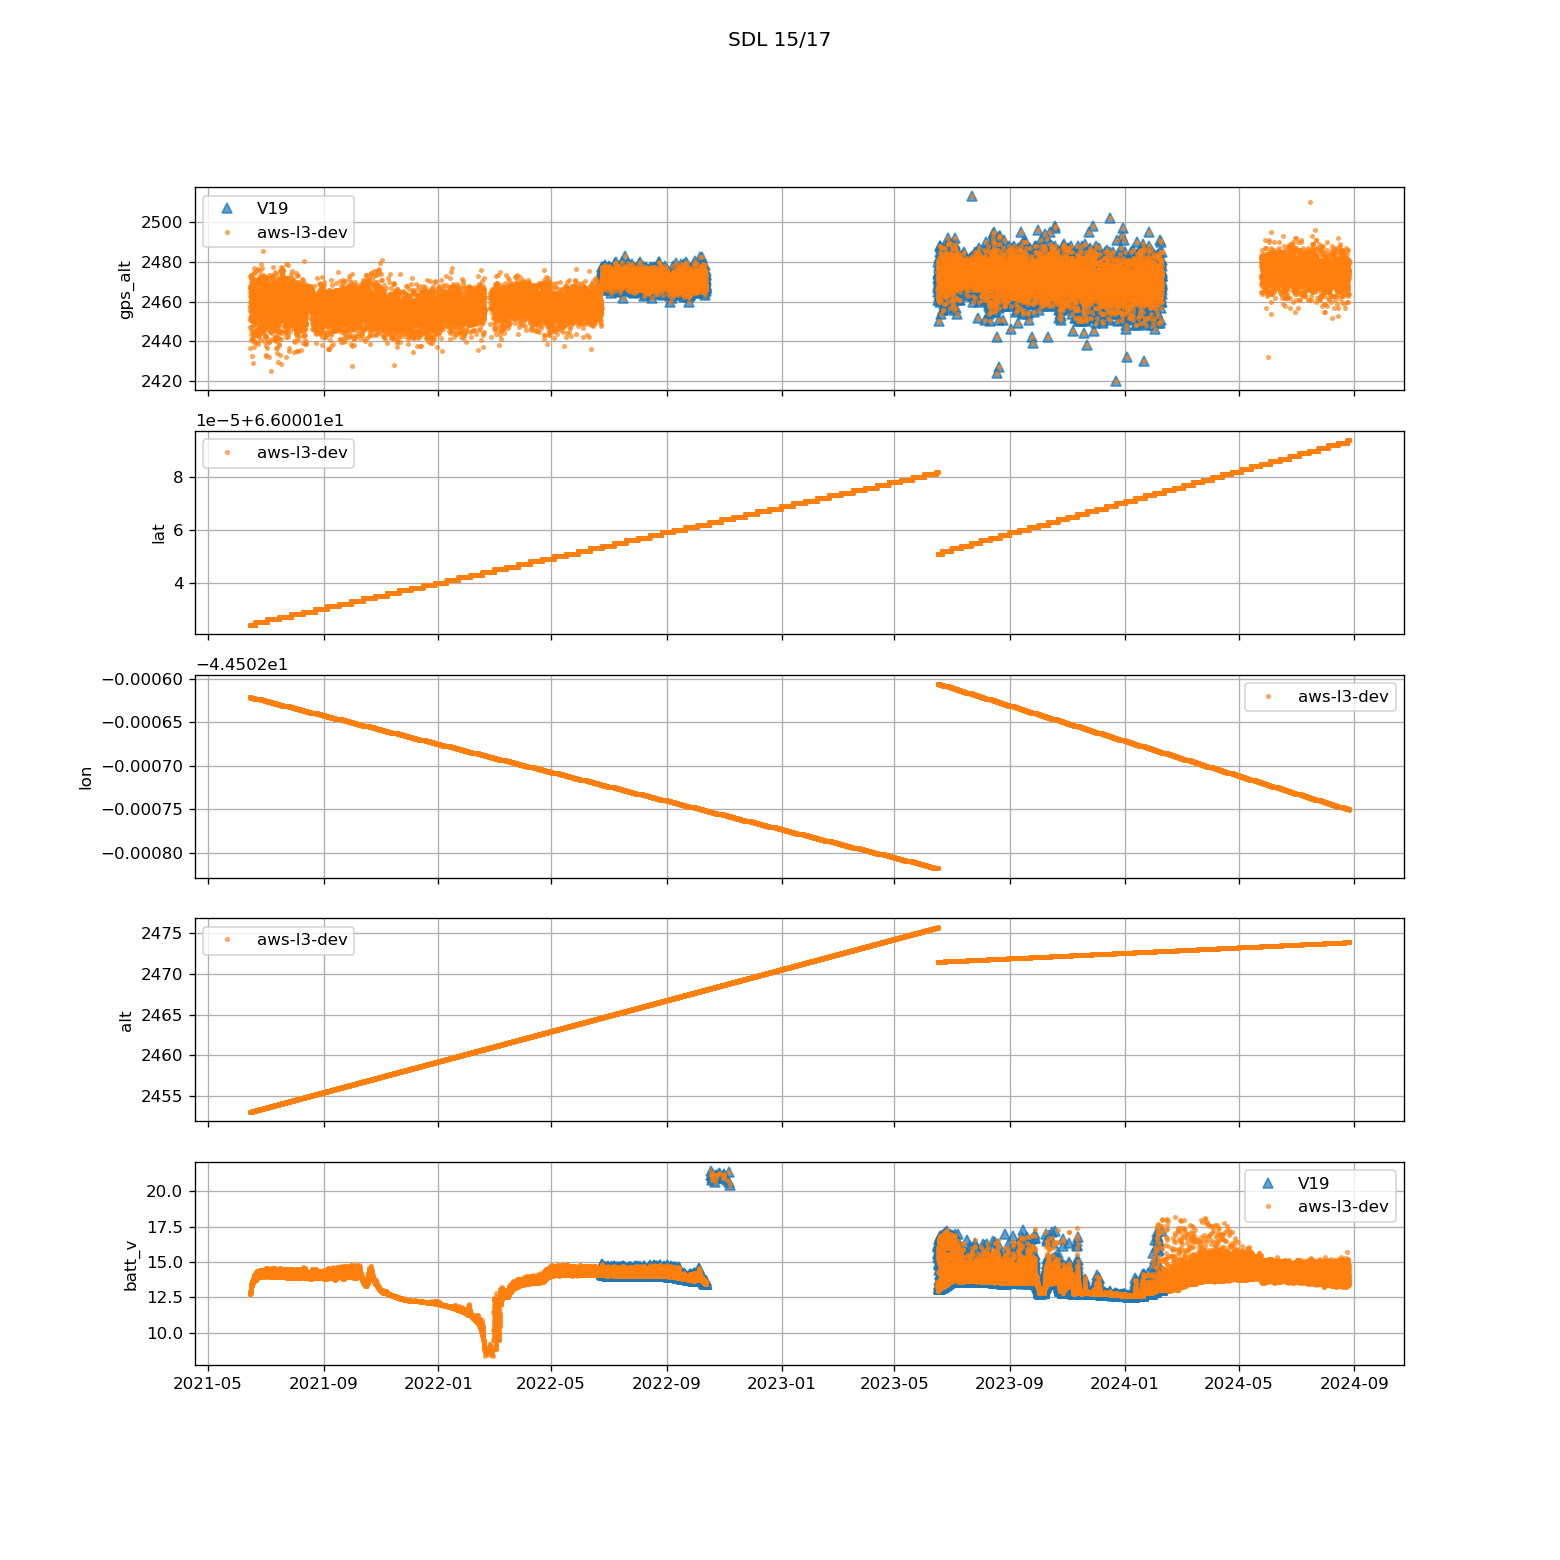 SDL 15/17
V19
aws-l3-dev
2500
2480
2460
2440
2420
gps_alt
1e−5+6.60001e1
aws-l3-dev
8
6
4
lat
−4.4502e1
aws-l3-dev
−0.00060
−0.00065
−0.00070
−0.00075
−0.00080
lon
aws-l3-dev
2475
2470
2465
2460
2455
alt
V19
aws-l3-dev
20.0
17.5
15.0
12.5
10.0
batt_v
2021-05 2021-09 2022-01 2022-05 2022-09 2023-01 2023-05 2023-09 2024-01 2024-05 2024-09